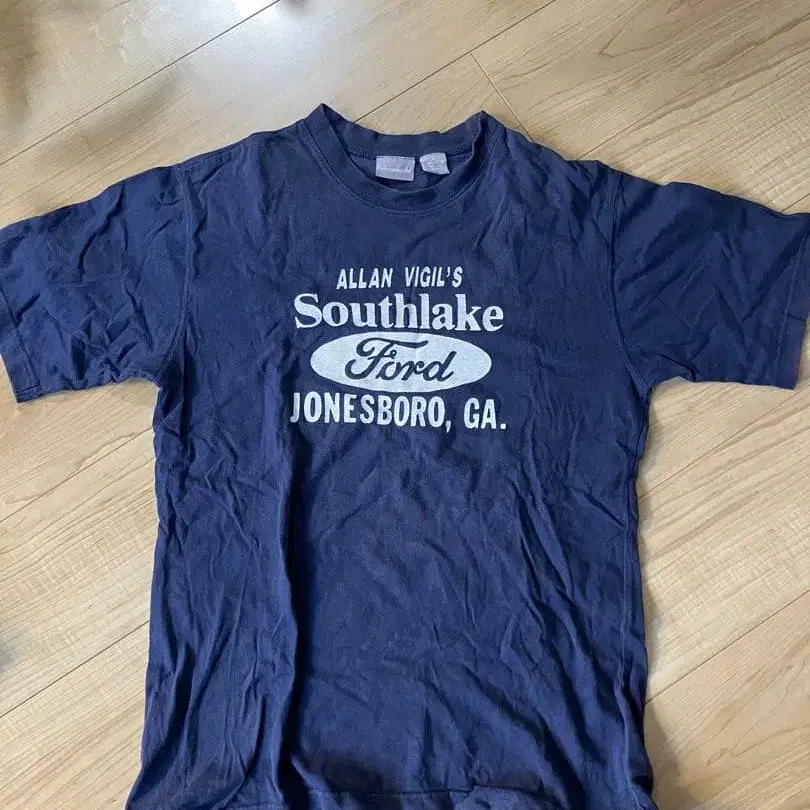 ALLAN VIGIL'S
Southlake
Ford
JONESBORO, GA.